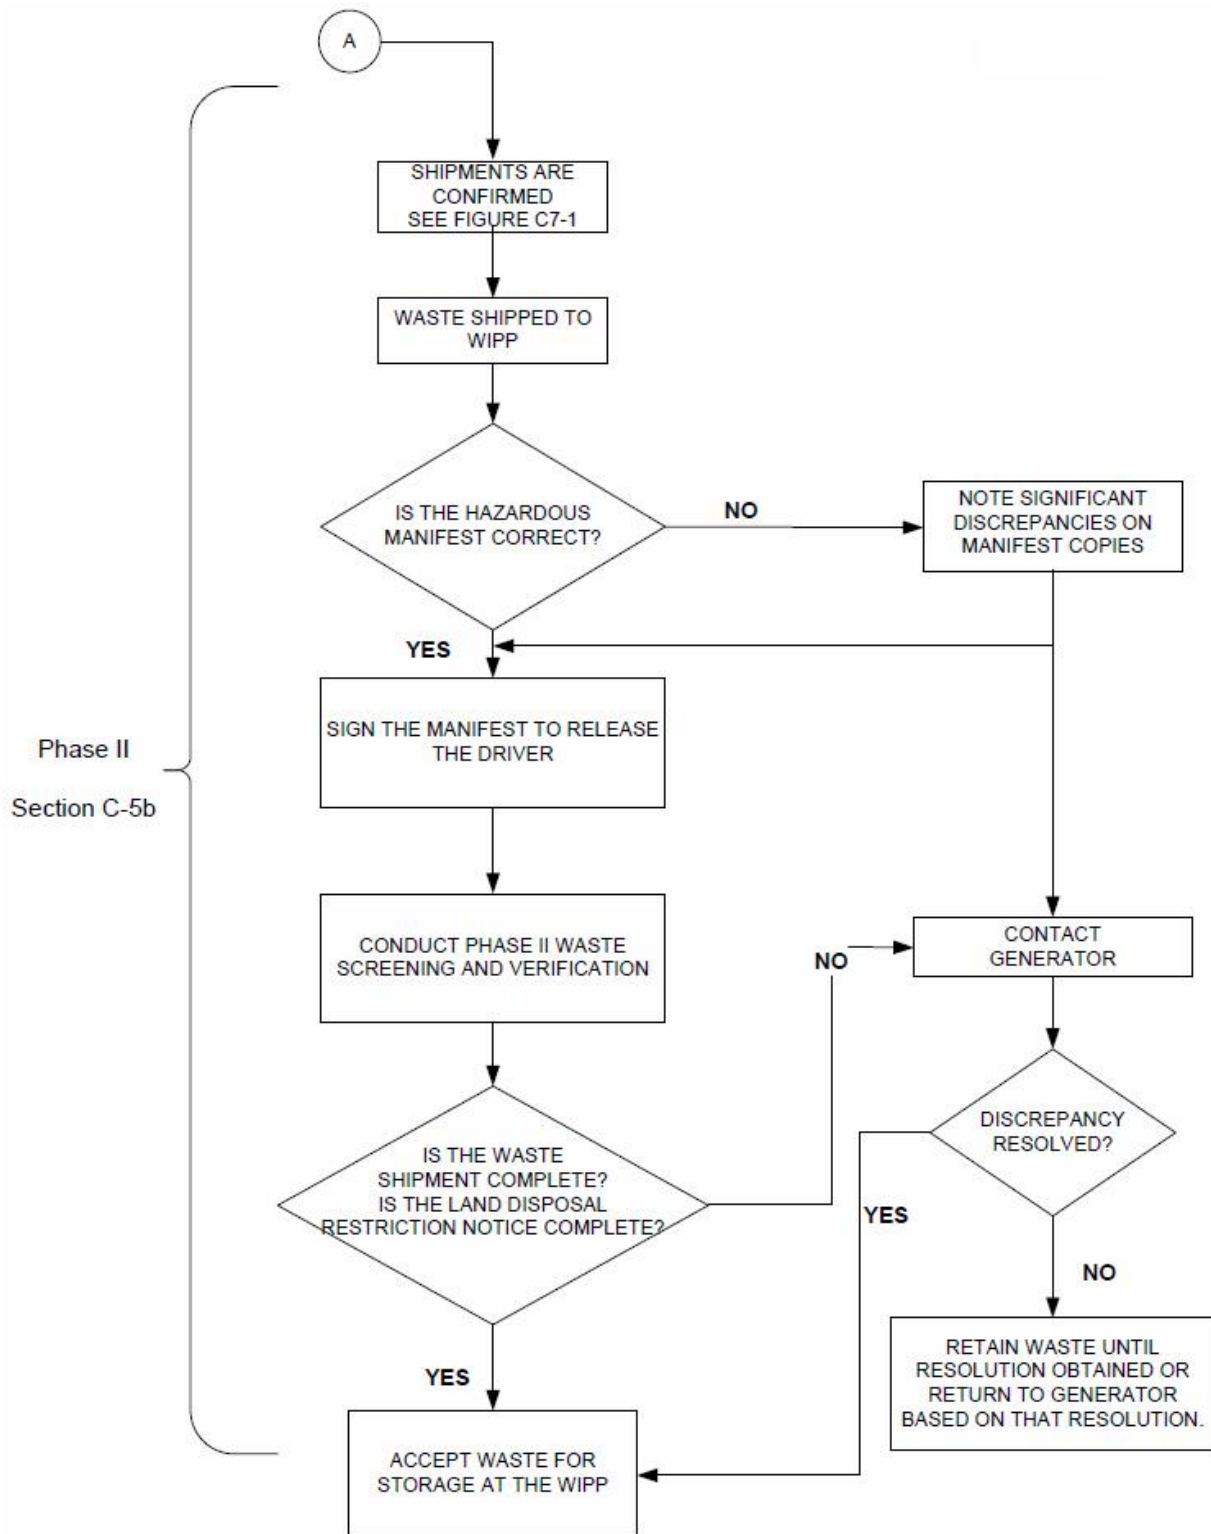 A
SHIPMENTS ARE
CONFIRMED
SEE FIGURE C7-1
WASTE SHIPPED TO
WIPP
IS THE HAZARDOUS
MANIFEST CORRECT?
NO
NOTE SIGNIFICANT
DISCREPANCIES ON
MANIFEST COPIES
YES
SIGN THE MANIFEST TO RELEASE
THE DRIVER
Phase II
Section C-5b
CONDUCT PHASE II WASTE
SCREENING AND VERIFICATION
NO
CONTACT
GENERATOR
IS THE WASTE
SHIPMENT COMPLETE?
IS THE LAND DISPOSAL
RESTRICTION NOTICE COMPLETE?
DISCREPANCY
RESOLVED?
YES
NO
RETAIN WASTE UNTIL
RESOLUTION OBTAINED OR
RETURN TO GENERATOR
BASED ON THAT RESOLUTION.
YES
ACCEPT WASTE FOR
STORAGE AT THE WIPP